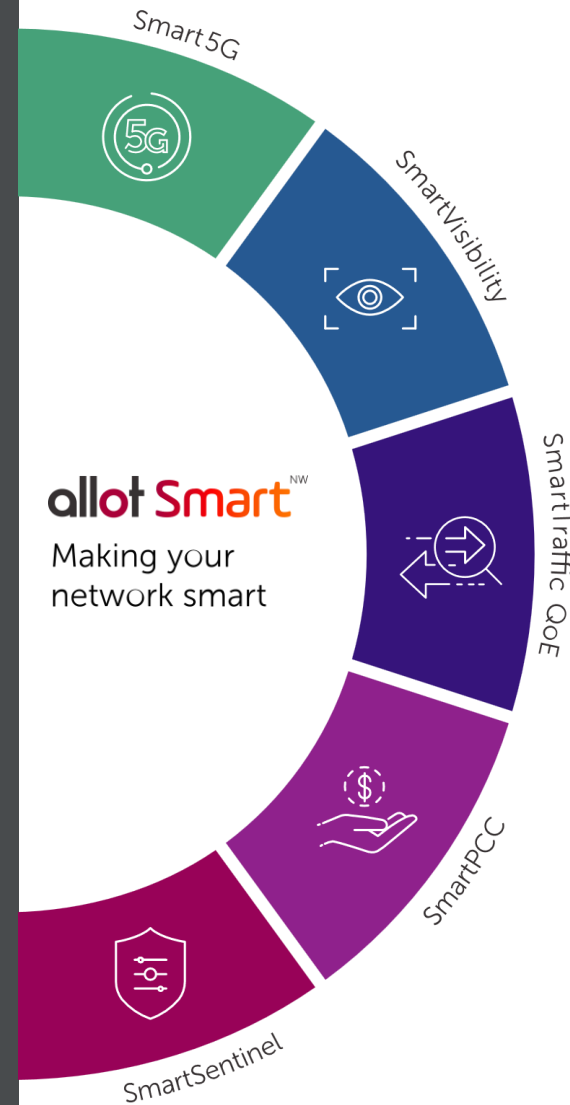 Smart5G
5G
SmartVisibility
allot Smart NW
Making your
network smart
SmartTraffic QoE
$
SmartPCC
SmartSentinel